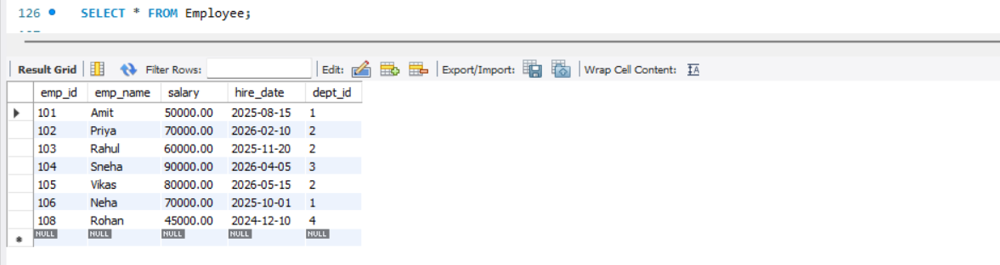 126 SELECT * FROM Employee;
Result Grid Filter Rows: Edit: Export/Import: Wrap Cell Content: IA
emp_id emp_name salary hire_date dept_id
101 Amit 50000.00 2025-08-15 1
102 Priya 70000.00 2026-02-10 2
103 Rahul 60000.00 2025-11-20 2
104 Sneha 90000.00 2026-04-05 3
105 Vikas 80000.00 2026-05-15 2
106 Neha 70000.00 2025-10-01 1
108 Rohan 45000.00 2024-12-10 4
NULL NULL NULL NULL NULL